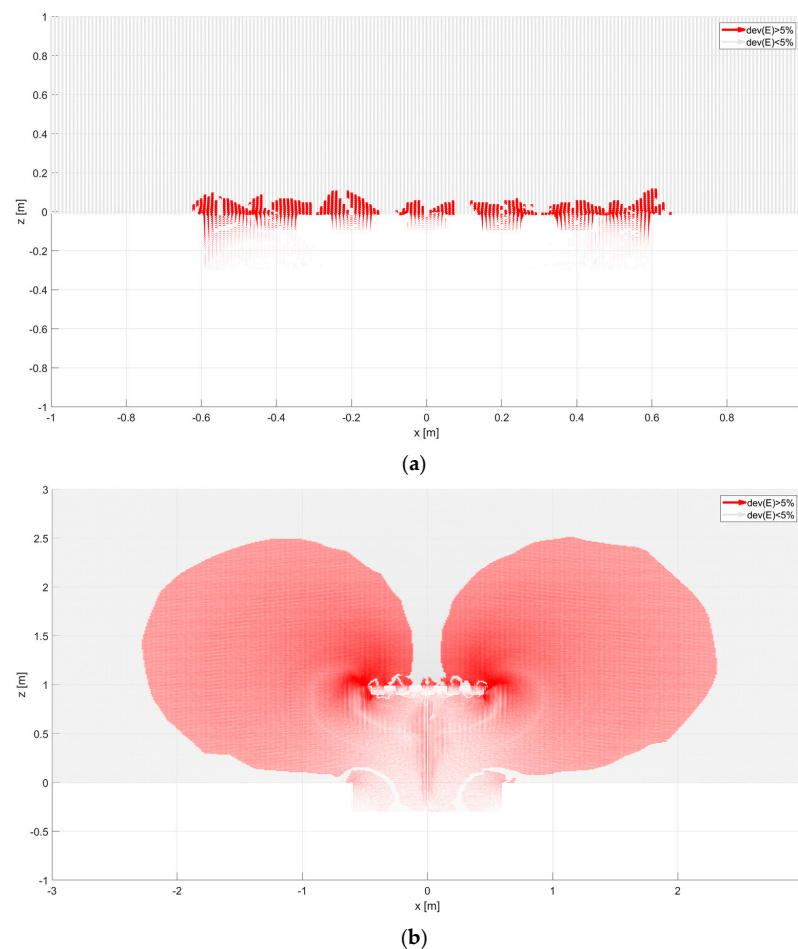 1
0.8
0.6
0.4
0.2
0
-0.2
-0.4
-0.6
-0.8
-1
z [m]
dev(E)>5%
dev(E)<5%
-1 -0.8 -0.6 -0.4 -0.2 0 0.2 0.4 0.6 0.8
x [m]
(a)
3
2.5
2
1.5
1
0.5
0
-0.5
-1
z [m]
dev(E)>5%
dev(E)<5%
-3 -2 -1 0 1 2
x [m]
(b)